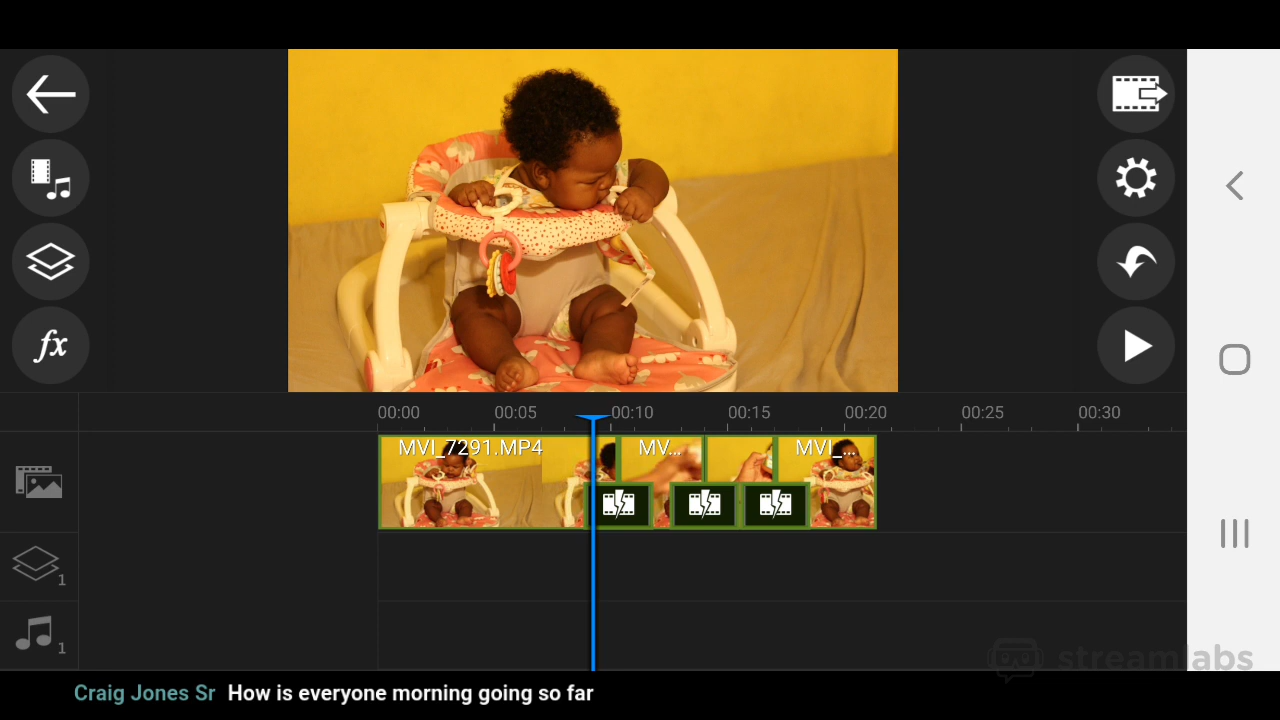 fx
00:00 00:05 00:10 00:15 00:20 00:25 00:30
MVI_7291.MP4 MV... MVI_...
1
1
streamlabs
Craig Jones Sr How is everyone morning going so far